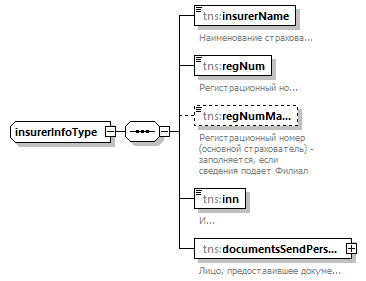 tns:insurerName
Наименование страхова...
tns:regNum
Регистрационный но...
insurerInfoType
tns:regNumMa...
Регистрационный номер
(основной страхователь) -
заполняется, если
сведения подает Филиал
tns:inn
И...
tns:documentsSendPers...
Лицо, предоставившее докуме...